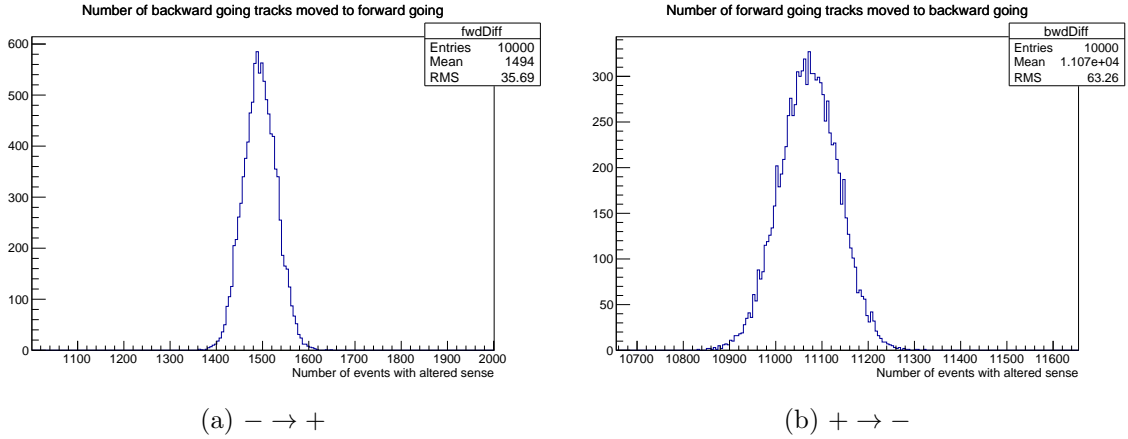 Number of backward going tracks moved to forward going
fwdDiff
Entries 10000
Mean 1494
RMS 35.69
600
500
400
300
200
100
0
1100 1200 1300 1400 1500 1600 1700 1800 1900 2000
Number of events with altered sense
(a) − → +
Number of forward going tracks moved to backward going
bwdDiff
Entries 10000
Mean 1.107e+04
RMS 63.26
300
250
200
150
100
50
0
10700 10800 10900 11000 11100 11200 11300 11400 11500 11600
Number of events with altered sense
(b) + → −